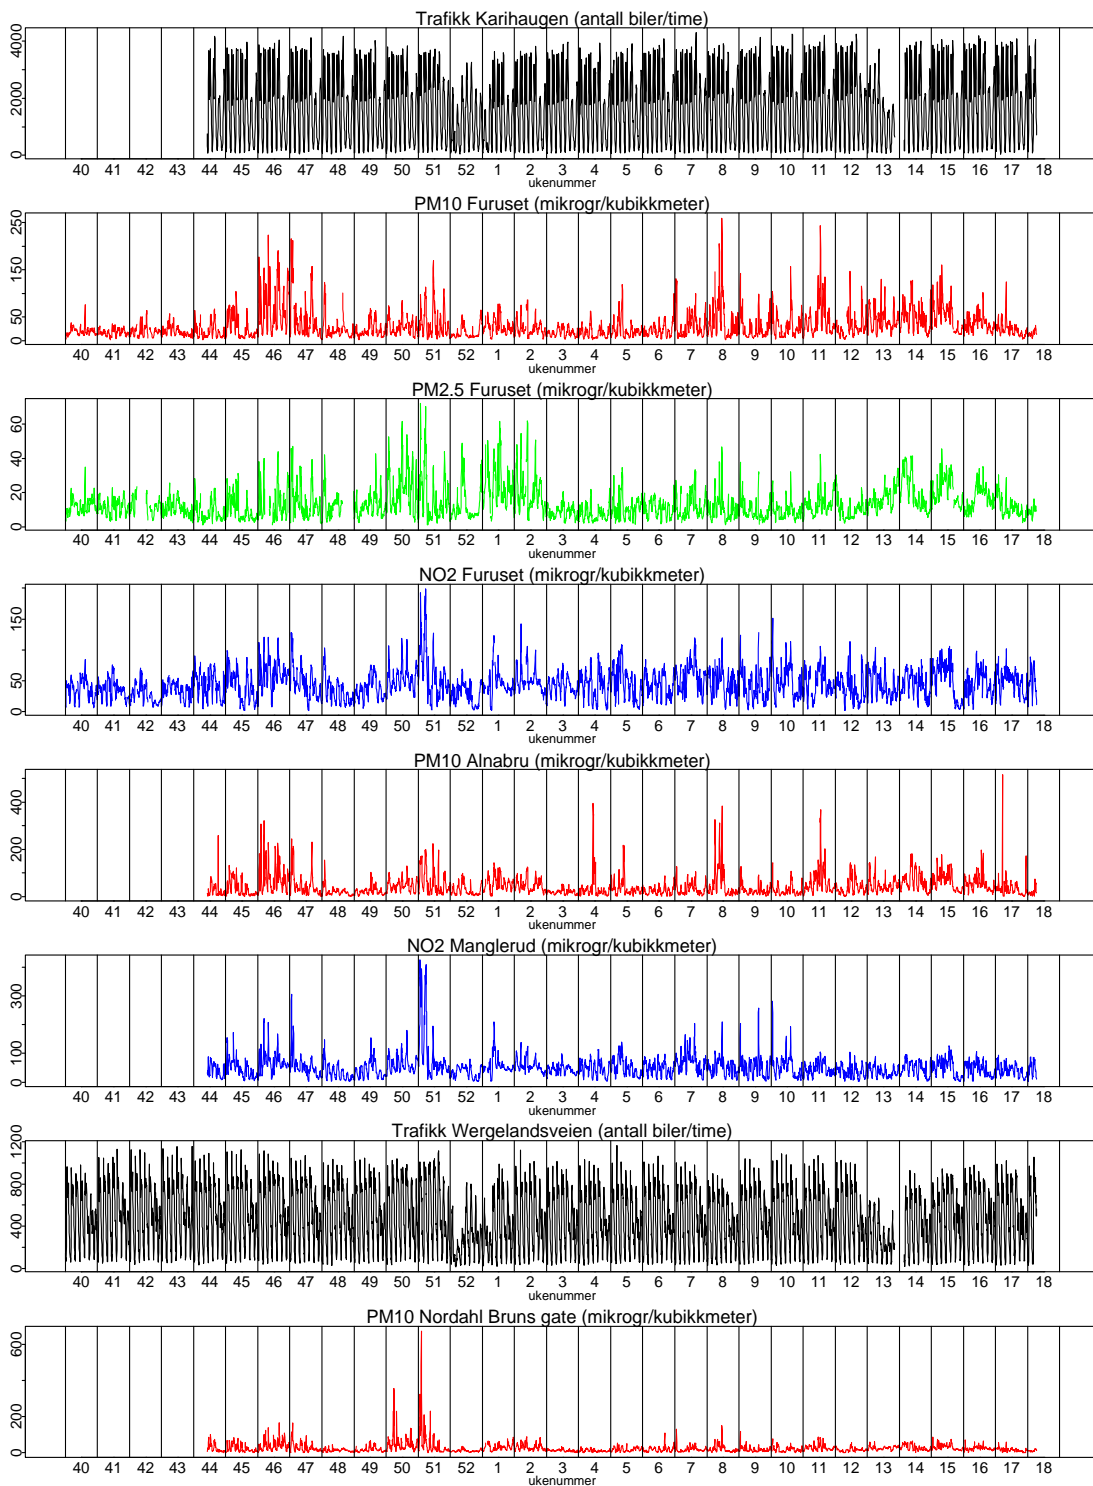 Trafikk Karihaugen (antall biler/time)
0 2000 4000
40 41 42 43 44 45 46 47 48 49 50 51 52 1 2 3 4 5 6 7 8 9 10 11 12 13 14 15 16 17 18
ukenummer
PM10 Furuset (mikrogr/kubikkmeter)
0 50 150 250
40 41 42 43 44 45 46 47 48 49 50 51 52 1 2 3 4 5 6 7 8 9 10 11 12 13 14 15 16 17 18
ukenummer
PM2.5 Furuset (mikrogr/kubikkmeter)
0 20 40 60
40 41 42 43 44 45 46 47 48 49 50 51 52 1 2 3 4 5 6 7 8 9 10 11 12 13 14 15 16 17 18
ukenummer
NO2 Furuset (mikrogr/kubikkmeter)
0 50 150
40 41 42 43 44 45 46 47 48 49 50 51 52 1 2 3 4 5 6 7 8 9 10 11 12 13 14 15 16 17 18
ukenummer
PM10 Alnabru (mikrogr/kubikkmeter)
0 200 400
40 41 42 43 44 45 46 47 48 49 50 51 52 1 2 3 4 5 6 7 8 9 10 11 12 13 14 15 16 17 18
ukenummer
NO2 Manglerud (mikrogr/kubikkmeter)
0 100 300
40 41 42 43 44 45 46 47 48 49 50 51 52 1 2 3 4 5 6 7 8 9 10 11 12 13 14 15 16 17 18
ukenummer
Trafikk Wergelandsveien (antall biler/time)
0 400 800 1200
40 41 42 43 44 45 46 47 48 49 50 51 52 1 2 3 4 5 6 7 8 9 10 11 12 13 14 15 16 17 18
ukenummer
PM10 Nordahl Bruns gate (mikrogr/kubikkmeter)
0 200 600
40 41 42 43 44 45 46 47 48 49 50 51 52 1 2 3 4 5 6 7 8 9 10 11 12 13 14 15 16 17 18
ukenummer